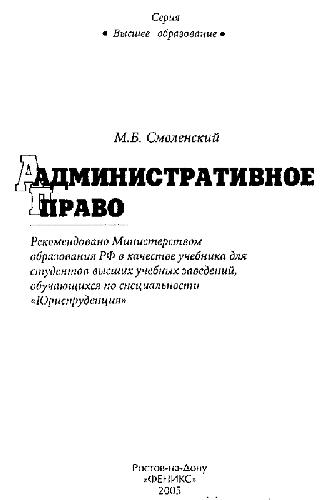 Серия
• Высшее образование •
М.Б. Смоленский
АДМИНИСТРАТИВНОЕ
ПРАВО
Рекомендовано Министерством
образования РФ в качестве учебника для
студентов высших учебных заведений,
обучающихся по специальности
«Юриспруденция»
Ростов-на-Дону
«ФЕНИКС»
2005